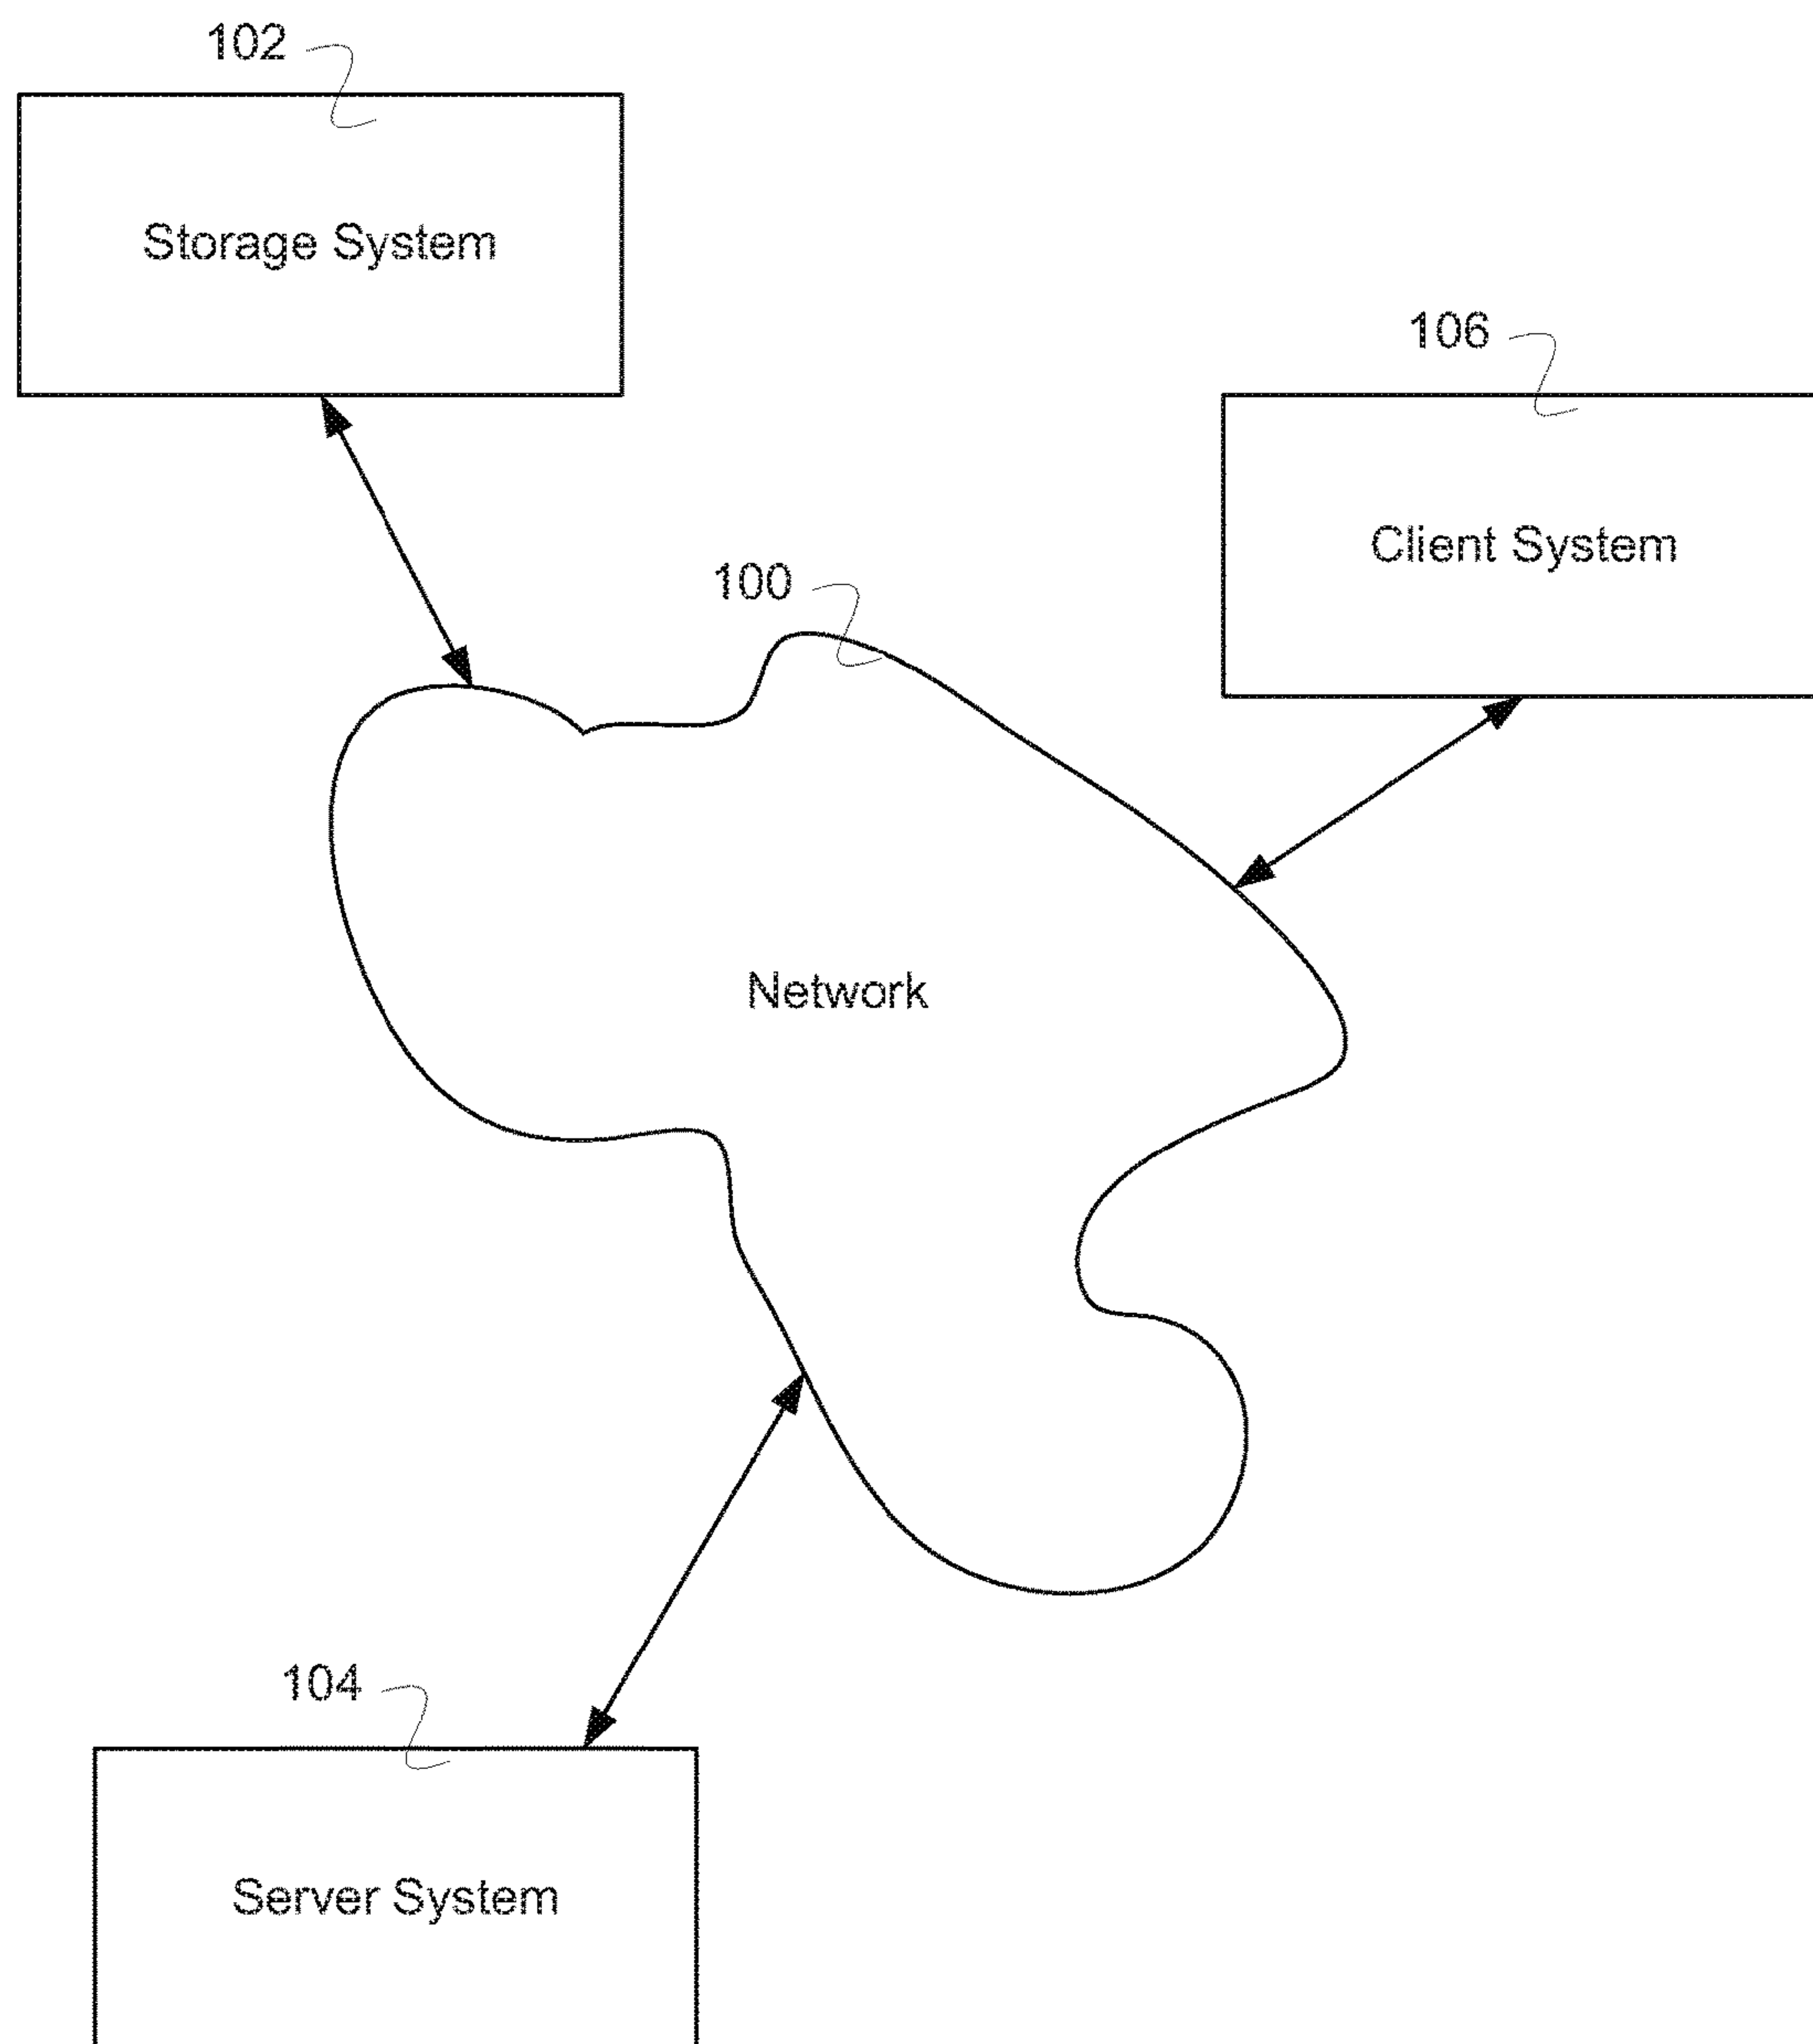 102
Storage System
106
Client System
100
Network
104
Server System